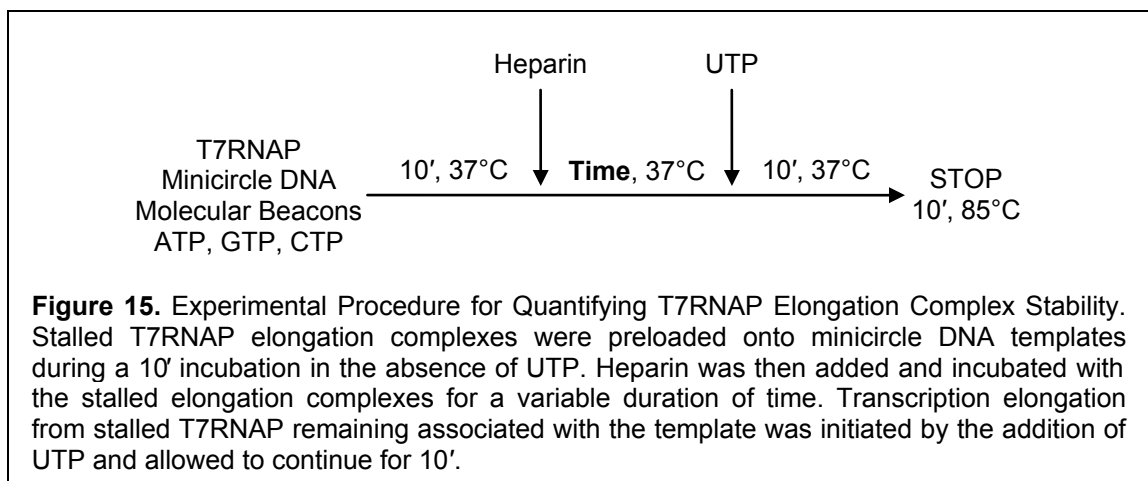 Heparin UTP
T7RNAP
Minicircle DNA
Molecular Beacons
ATP, GTP, CTP
10′, 37°C Time, 37°C 10′, 37°C
STOP
10′, 85°C
Figure 15. Experimental Procedure for Quantifying T7RNAP Elongation Complex Stability.
Stalled T7RNAP elongation complexes were preloaded onto minicircle DNA templates
during a 10′ incubation in the absence of UTP. Heparin was then added and incubated with
the stalled elongation complexes for a variable duration of time. Transcription elongation
from stalled T7RNAP remaining associated with the template was initiated by the addition of
UTP and allowed to continue for 10′.